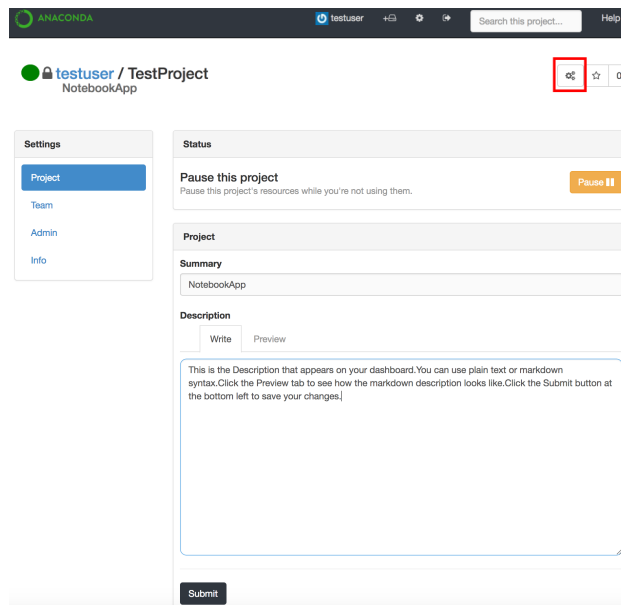 ANACONDA
testuser
Search this project...
Help
testuser / TestProject
0
NotebookApp
Settings
Project
Team
Admin
Info
Status
Pause this project
Pause this project's resources while you're not using them.
Pause
Project
Summary
NotebookApp
Description
Write
Preview
This is the Description that appears on your dashboard.You can use plain text or markdown
syntax.Click the Preview tab to see how the markdown description looks like.Click the Submit button at
the bottom left to save your changes.
Submit